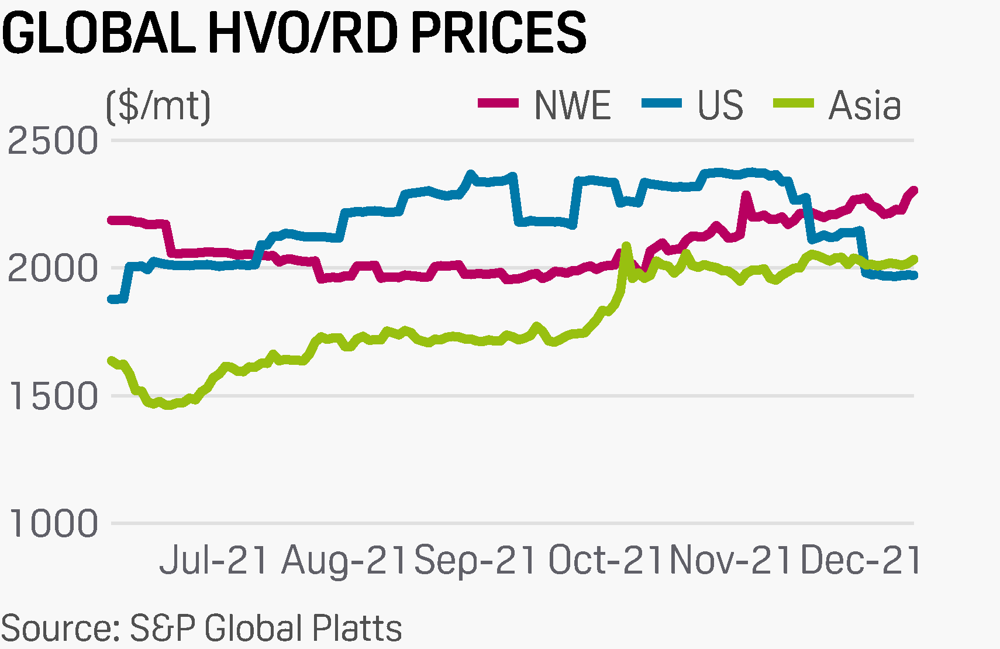 GLOBAL HVO/RD PRICES
($/mt) NWE US Asia
2500
2000
1500
1000
Jul-21 Aug-21 Sep-21 Oct-21 Nov-21 Dec-21
Source: S&P Global Platts